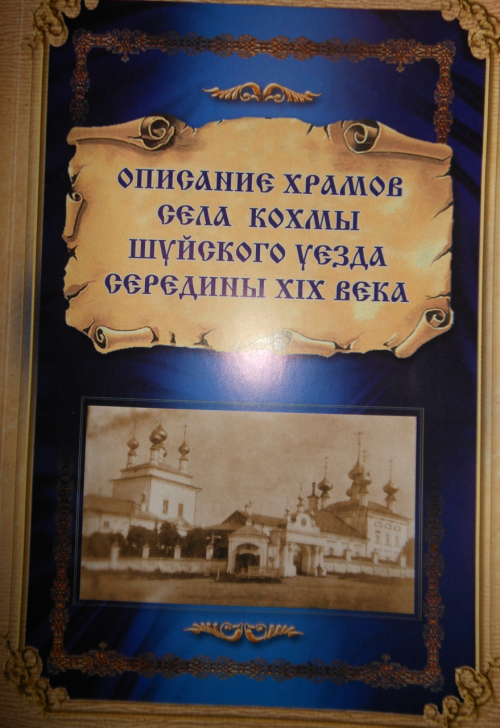 ОПИСАНИЕ ХРАМОВ
СЕЛА КОХМЫ
ШУЙСКОГО УЕЗДА
СЕРЕДИНЫ XIX ВЕКА